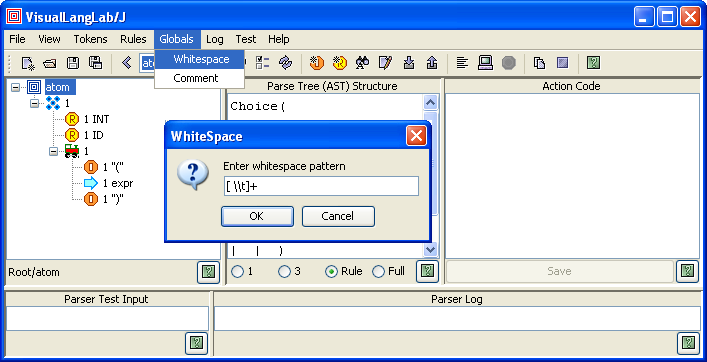 VisualLangLab/J
File View Tokens Rules Globals Log Test Help
Whitespace
Comment
atom
1
1 INT
1 ID
1
1 "("
1 expr
1 ")"
Root/atom
Parse Tree (AST) Structure
Choice(
| | )
1 3 Rule Full
Action Code
Save
WhiteSpace
Enter whitespace pattern
[ \\t]+
OK Cancel
Parser Test Input
Parser Log